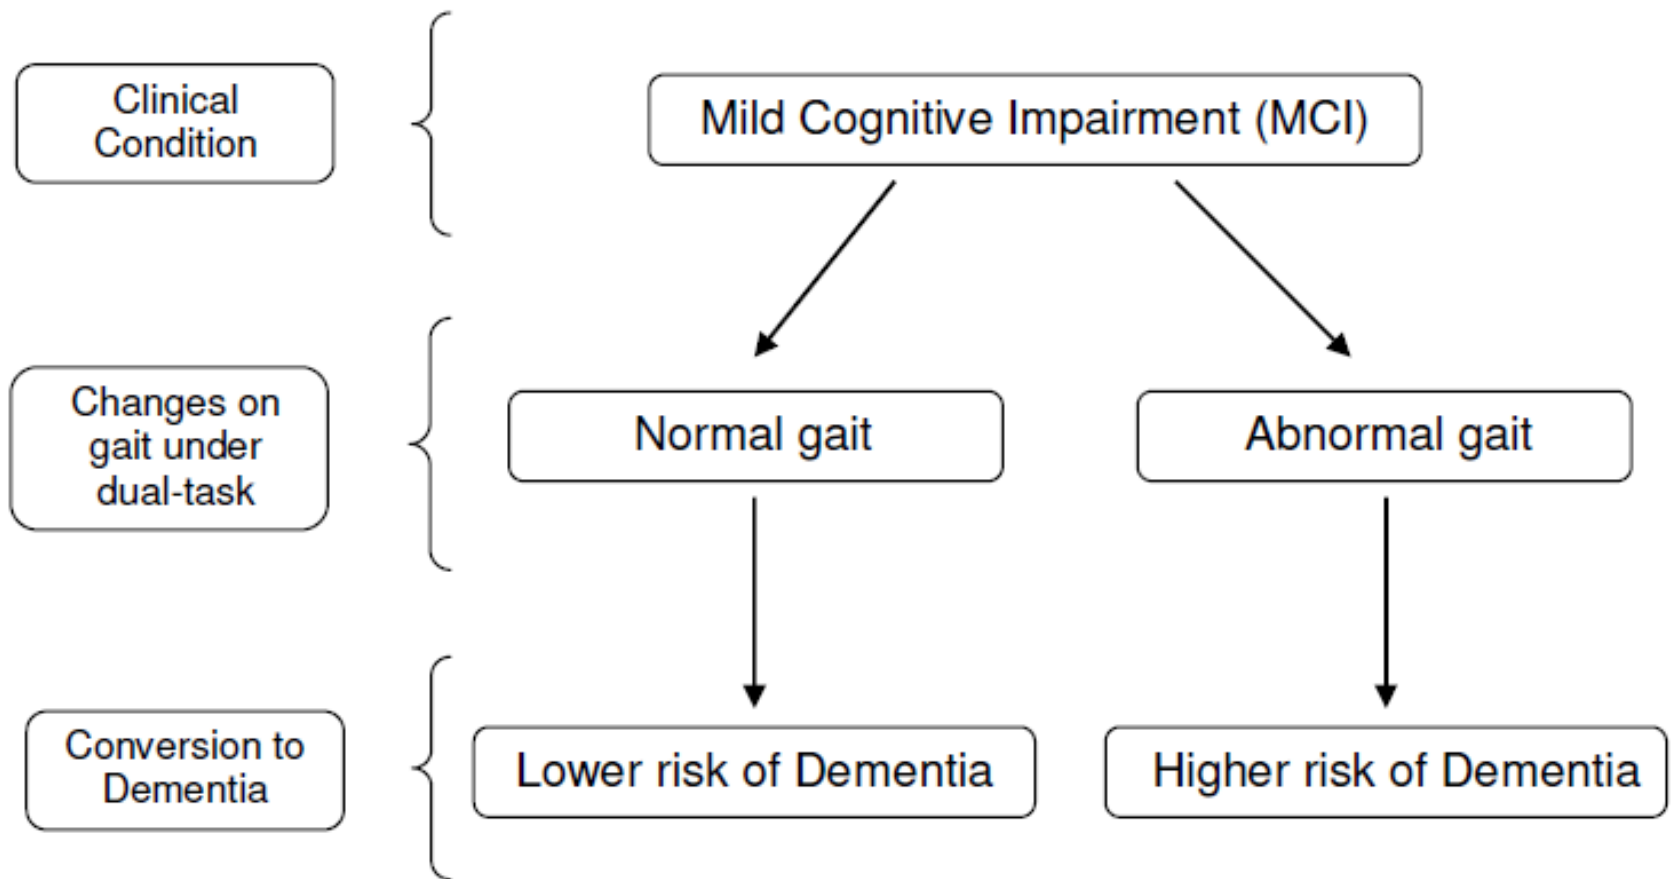 Clinical
Condition
Mild Cognitive Impairment (MCI)
Changes on
gait under
dual-task
Normal gait
Abnormal gait
Conversion to
Dementia
Lower risk of Dementia
Higher risk of Dementia